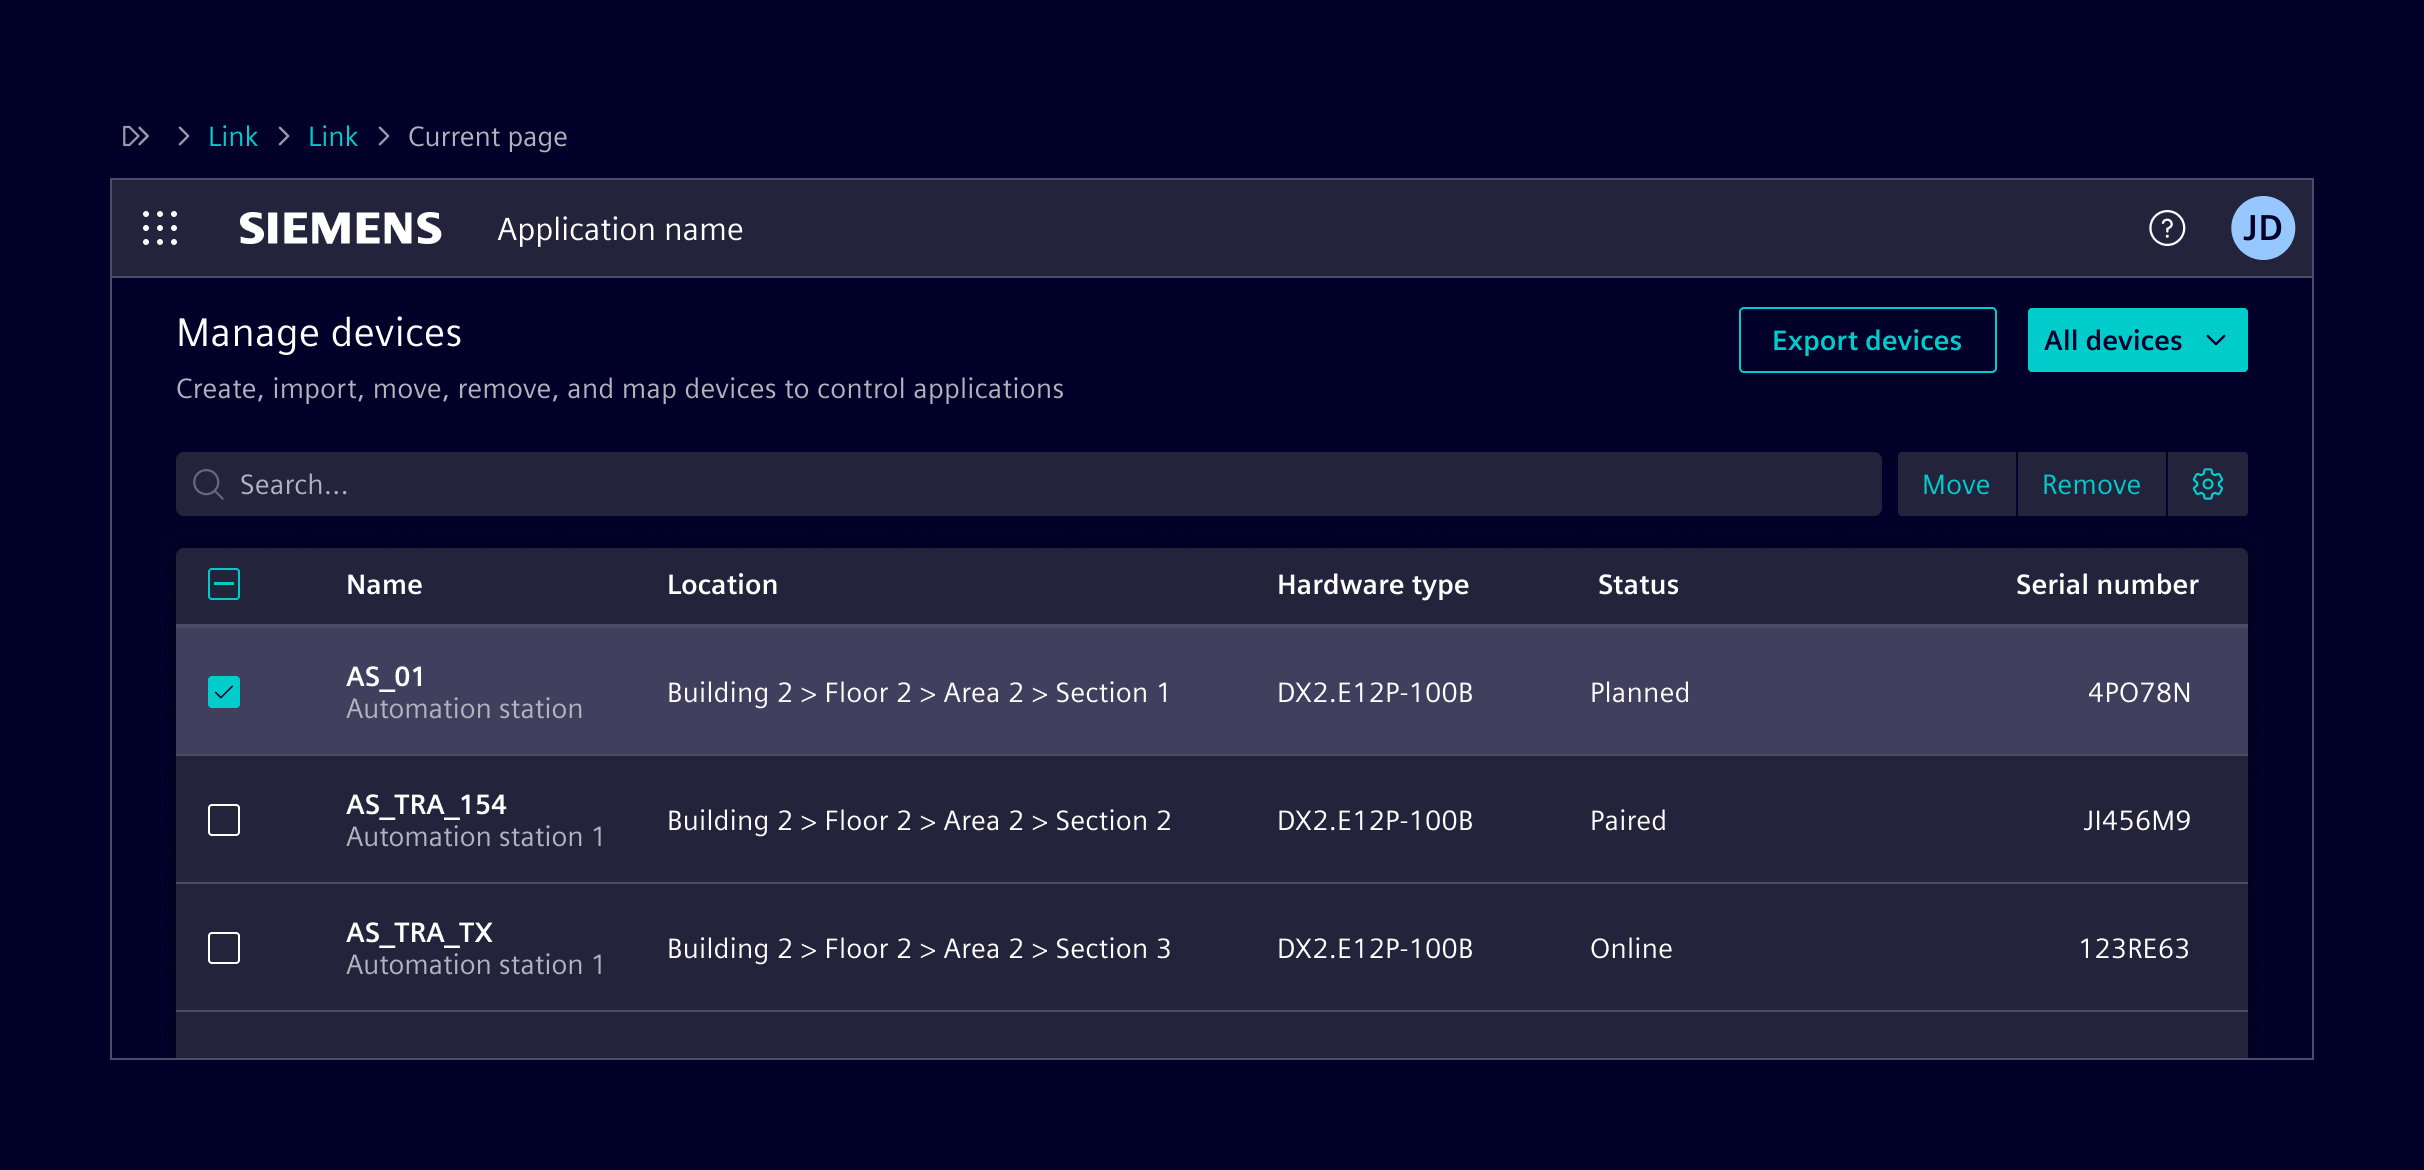 Link > Link > Current page
SIEMENS Application name ? JD
Manage devices Export devices All devices
Create, import, move, remove, and map devices to control applications
Search... Move Remove
Name Location Hardware type Status Serial number
AS_01
Automation station
Building 2 > Floor 2 > Area 2 > Section 1 DX2.E12P-100B Planned 4PO78N
AS_TRA_154
Automation station 1
Building 2 > Floor 2 > Area 2 > Section 2 DX2.E12P-100B Paired JI456M9
AS_TRA_TX
Automation station 1
Building 2 > Floor 2 > Area 2 > Section 3 DX2.E12P-100B Online 123RE63